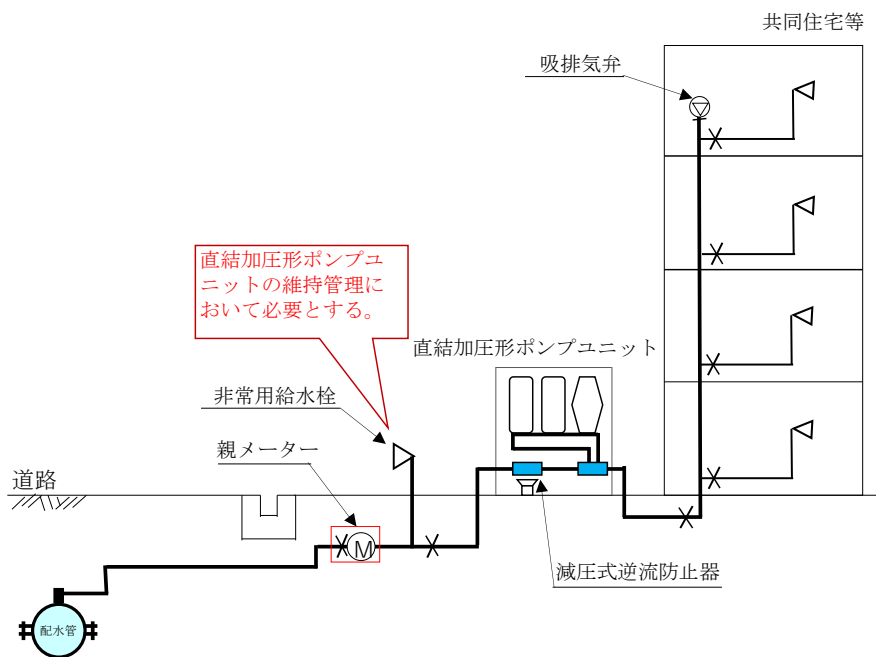 共同住宅等
吸排気弁
直結加圧形ポンプユ
ニットの維持管理に
おいて必要とする。
直結加圧形ポンプユニット
非常用給水栓
親メーター
道路
M
減圧式逆流防止器
配水管